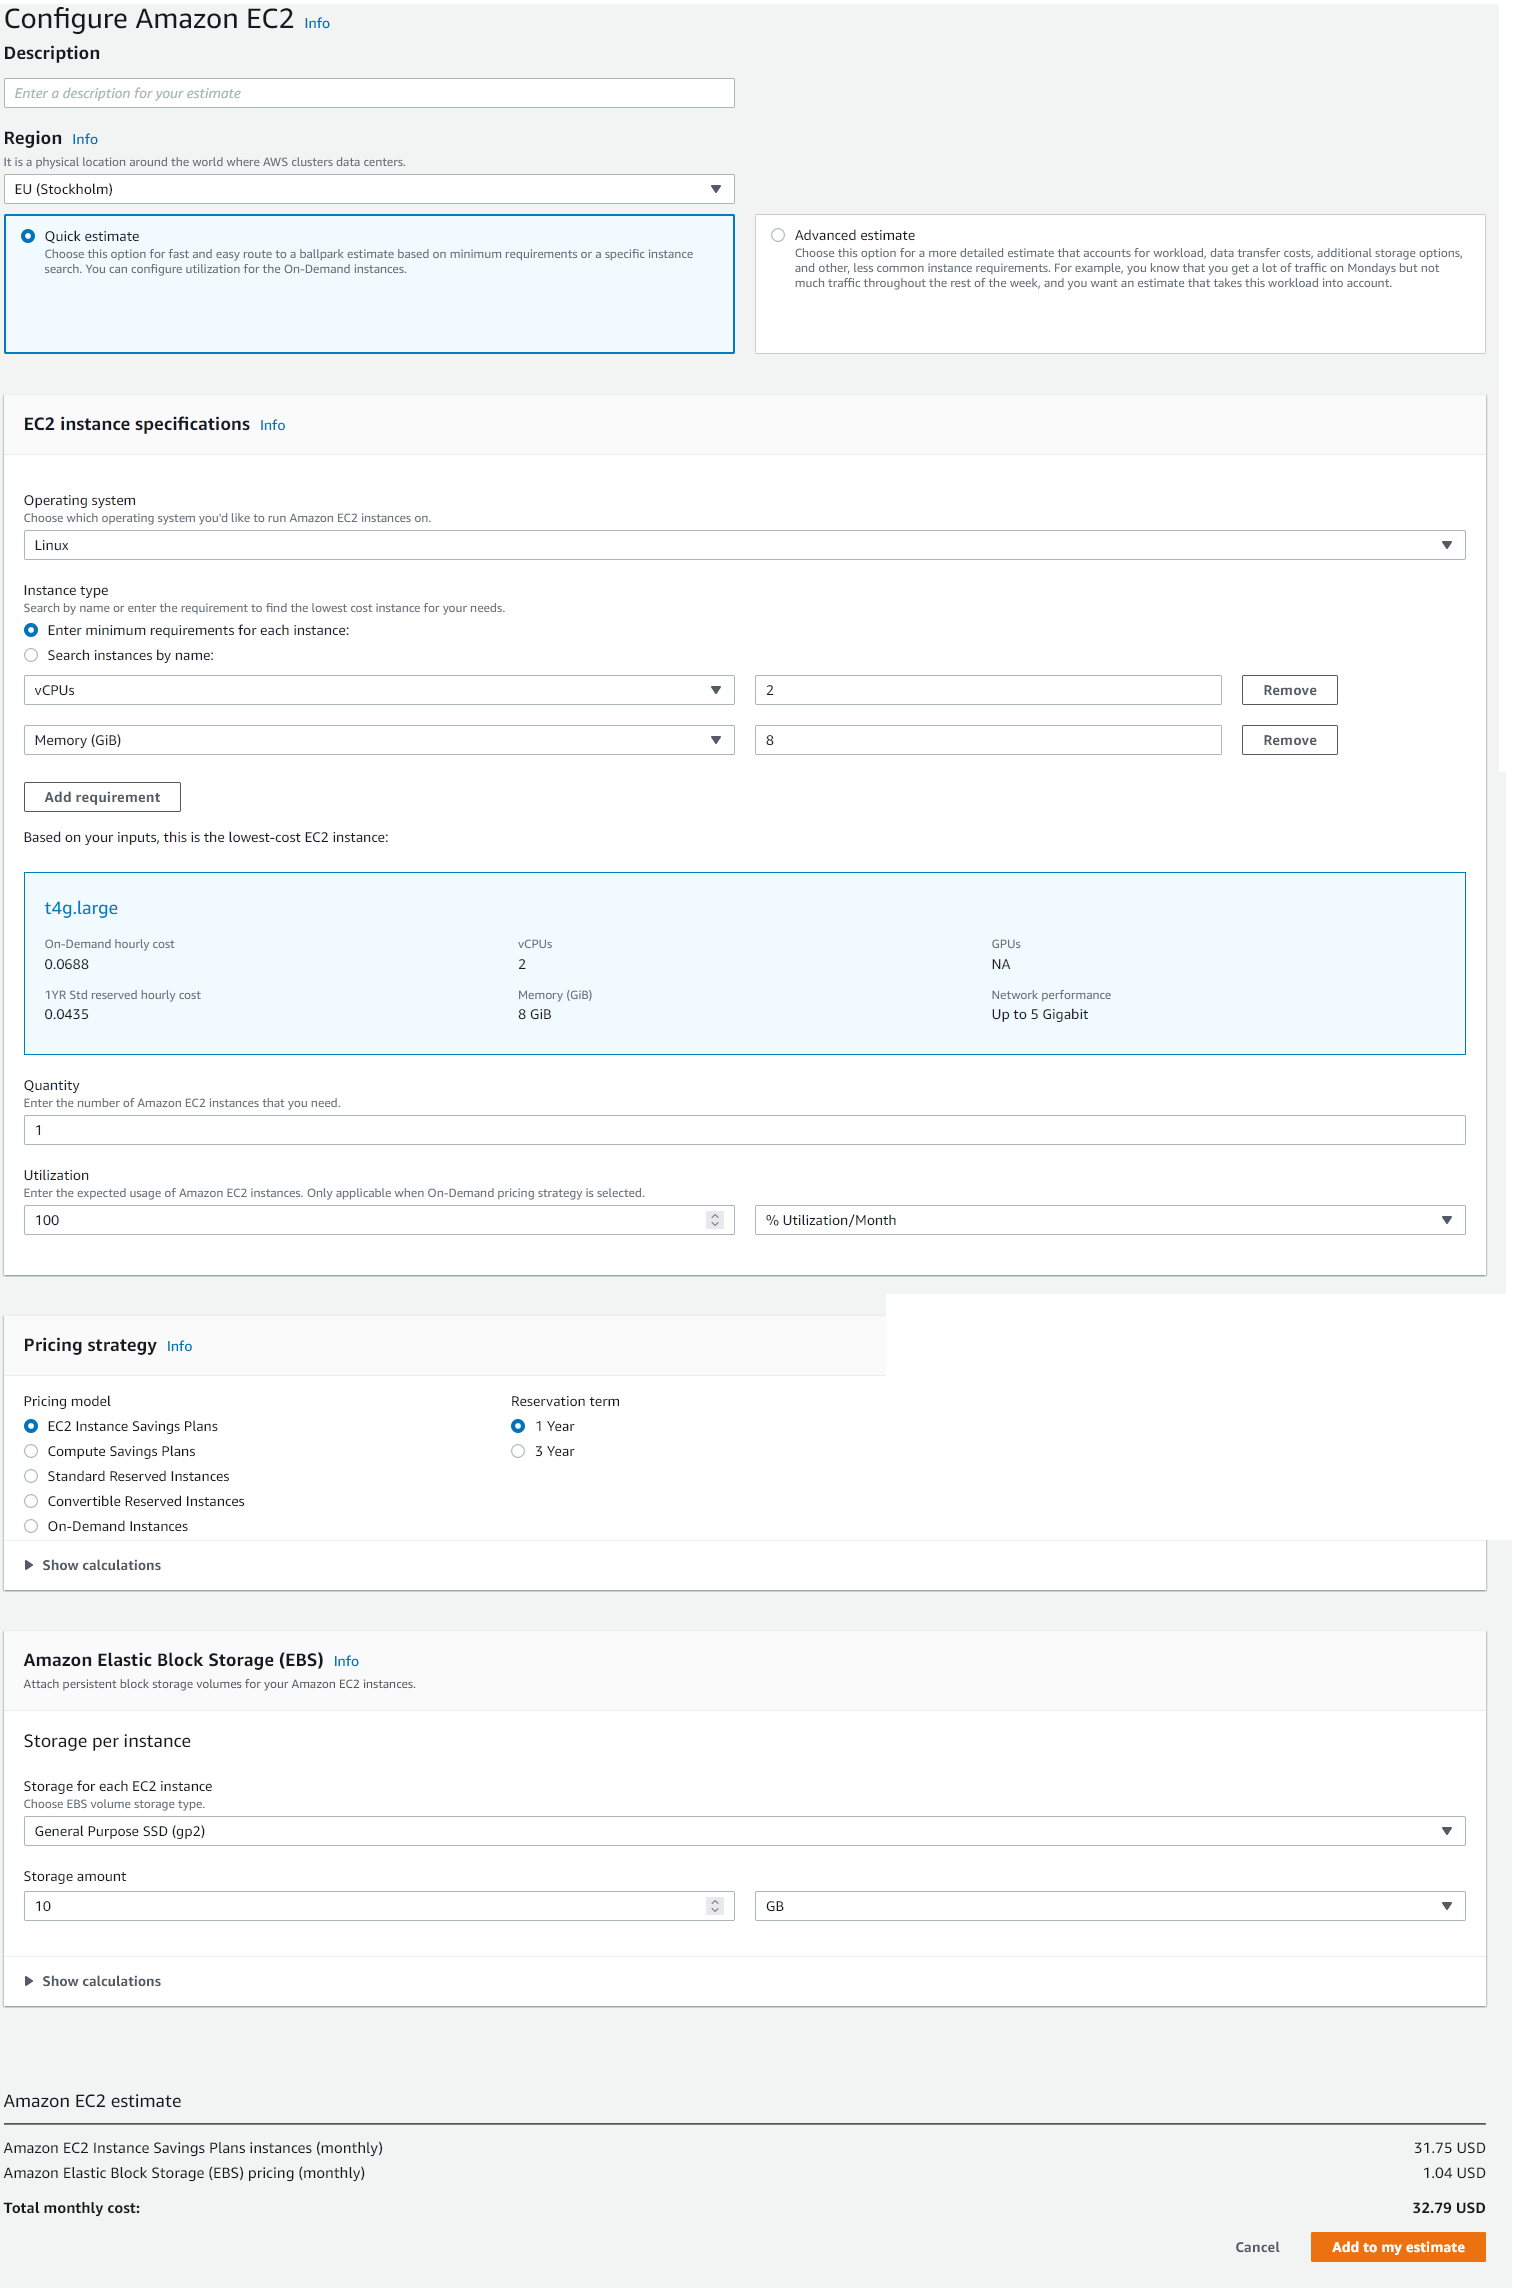 Configure Amazon EC2 Info
Description
Enter a description for your estimate
Region Info
It is a physical location around the world where AWS clusters data centers.
EU (Stockholm)
Quick estimate
Choose this option for fast and easy route to a ballpark estimate based on minimum requirements or a specific instance
search. You can configure utilization for the On-Demand instances.
Advanced estimate
Choose this option for a more detailed estimate that accounts for workload, data transfer costs, additional storage options,
and other, less common instance requirements. For example, you know that you get a lot of traffic on Mondays but not
much traffic throughout the rest of the week, and you want an estimate that takes this workload into account.
EC2 instance specifications Info
Operating system
Choose which operating system you'd like to run Amazon EC2 instances on.
Linux
Instance type
Search by name or enter the requirement to find the lowest cost instance for your needs.
Enter minimum requirements for each instance:
Search instances by name:
vCPUs 2 Remove
Memory (GiB) 8 Remove
Add requirement
Based on your inputs, this is the lowest-cost EC2 instance:
t4g.large
On-Demand hourly cost vCPUs GPUs
0.0688 2 NA
1YR Std reserved hourly cost Memory (GiB) Network performance
0.0435 8 GiB Up to 5 Gigabit
Quantity
Enter the number of Amazon EC2 instances that you need.
1
Utilization
Enter the expected usage of Amazon EC2 instances. Only applicable when On-Demand pricing strategy is selected.
100 % Utilization/Month
Pricing strategy Info
Pricing model Reservation term
EC2 Instance Savings Plans 1 Year
Compute Savings Plans 3 Year
Standard Reserved Instances
Convertible Reserved Instances
On-Demand Instances
Show calculations
Amazon Elastic Block Storage (EBS) Info
Attach persistent block storage volumes for your Amazon EC2 instances.
Storage per instance
Storage for each EC2 instance
Choose EBS volume storage type.
General Purpose SSD (gp2)
Storage amount
10 GB
Show calculations
Amazon EC2 estimate
Amazon EC2 Instance Savings Plans instances (monthly) 31.75 USD
Amazon Elastic Block Storage (EBS) pricing (monthly) 1.04 USD
Total monthly cost: 32.79 USD
Cancel Add to my estimate